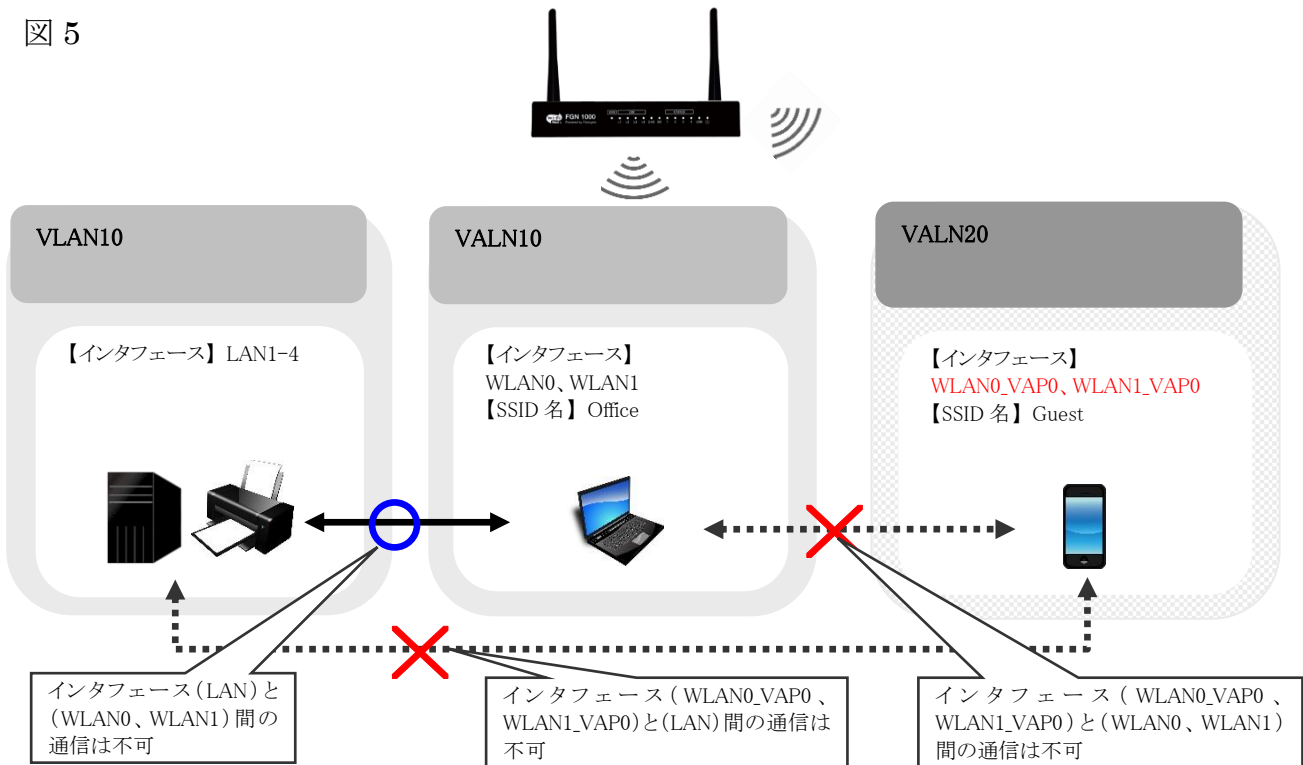 図 5
FGN 1000
VLAN10
VALN10
VALN20
【インタフェース】 LAN1-4
【インタフェース】
WLAN0、WLAN1
【SSID 名】 Office
【インタフェース】
WLAN0_VAP0、WLAN1_VAP0
【SSID 名】 Guest
インタフェース(LAN)と
(WLAN0、WLAN1)間の
通信は不可
インタフェース(WLAN0_VAP0、
WLAN1_VAP0)と(LAN)間の通信は
不可
インタフェース(WLAN0_VAP0、
WLAN1_VAP0)と(WLAN0、WLAN1)
間の通信は不可